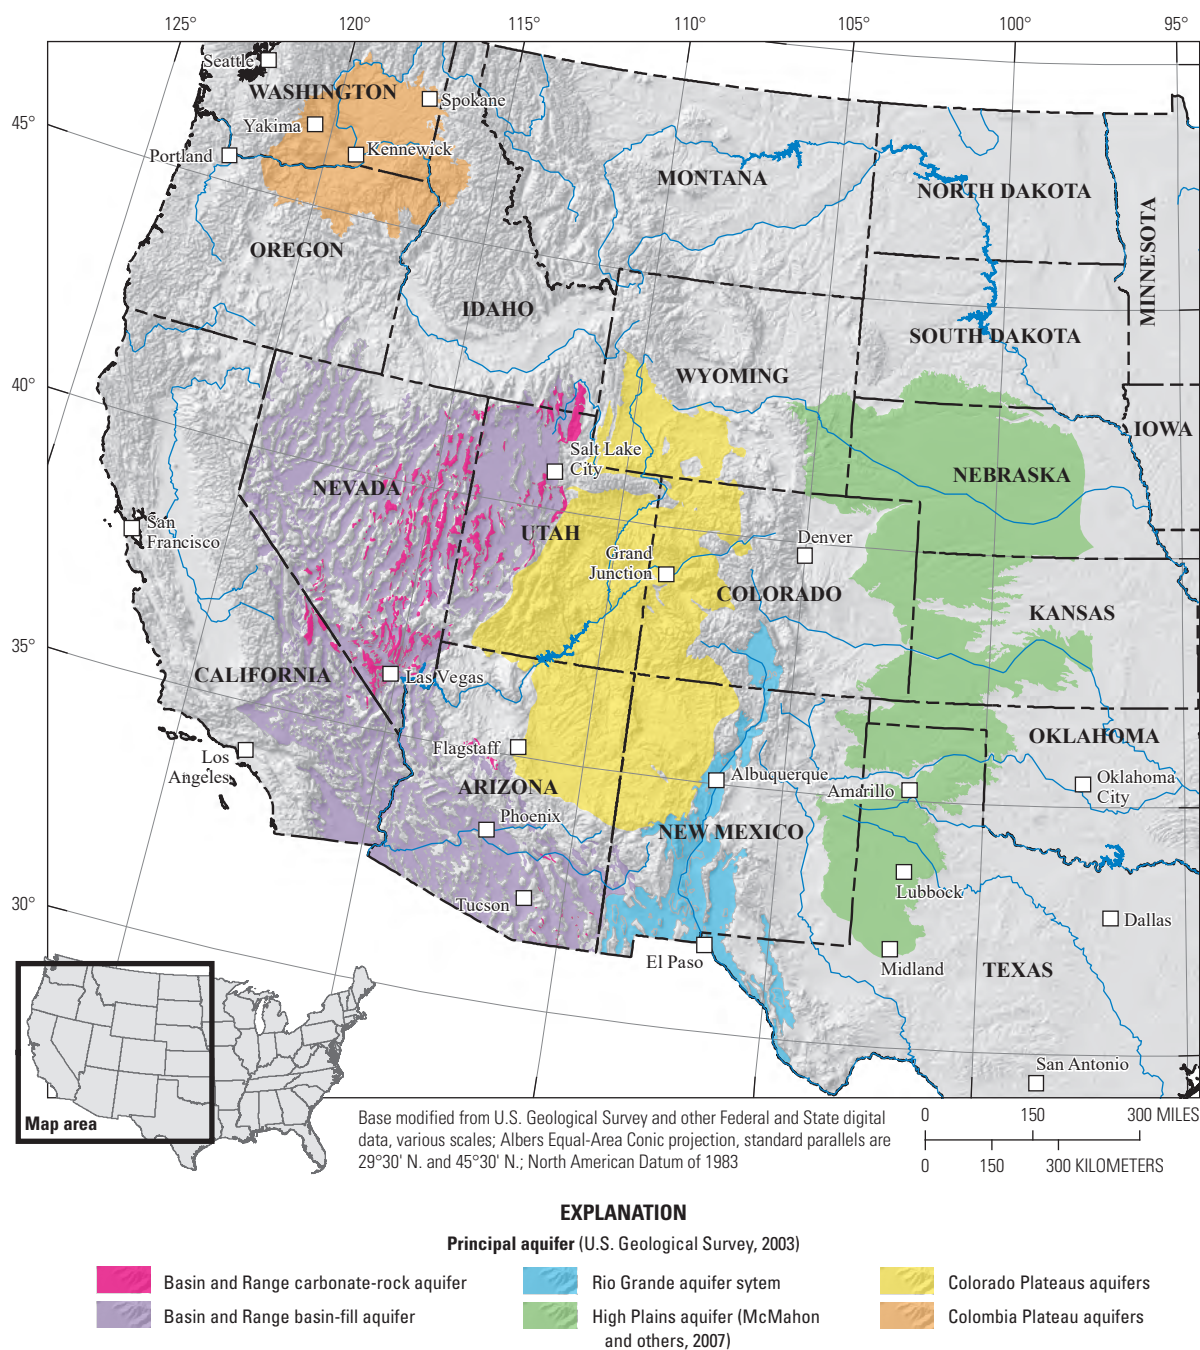 125°
120°
115°
110°
105°
100°
95°
Seattle
WASHINGTON
Spokane
45°
Yakima
Kennewick
Portland
MONTANA
NORTH DAKOTA
OREGON
MINNESOTA
IDAHO
SOUTH DAKOTA
40°
WYOMING
IOWA
Salt Lake
City
NEBRASKA
NEVADA
San
Francisco
UTAH
Denver
Grand
Junction
COLORADO
KANSAS
35°
CALIFORNIA
Las Vegas
Flagstaff
OKLAHOMA
Los
Angeles
Albuquerque
Oklahoma
City
ARIZONA
Amarillo
Phoenix
NEW MEXICO
Lubbock
30°
Tucson
Dallas
El Paso
Midland
TEXAS
San Antonio
Map area
Base modified from U.S. Geological Survey and other Federal and State digital
data, various scales; Albers Equal-Area Conic projection, standard parallels are
29°30' N. and 45°30' N.; North American Datum of 1983
0 150 300 MILES
0 150 300 KILOMETERS
EXPLANATION
Principal aquifer (U.S. Geological Survey, 2003)
Basin and Range carbonate-rock aquifer
Basin and Range basin-fill aquifer
Rio Grande aquifer sytem
High Plains aquifer (McMahon
and others, 2007)
Colorado Plateaus aquifers
Colombia Plateau aquifers